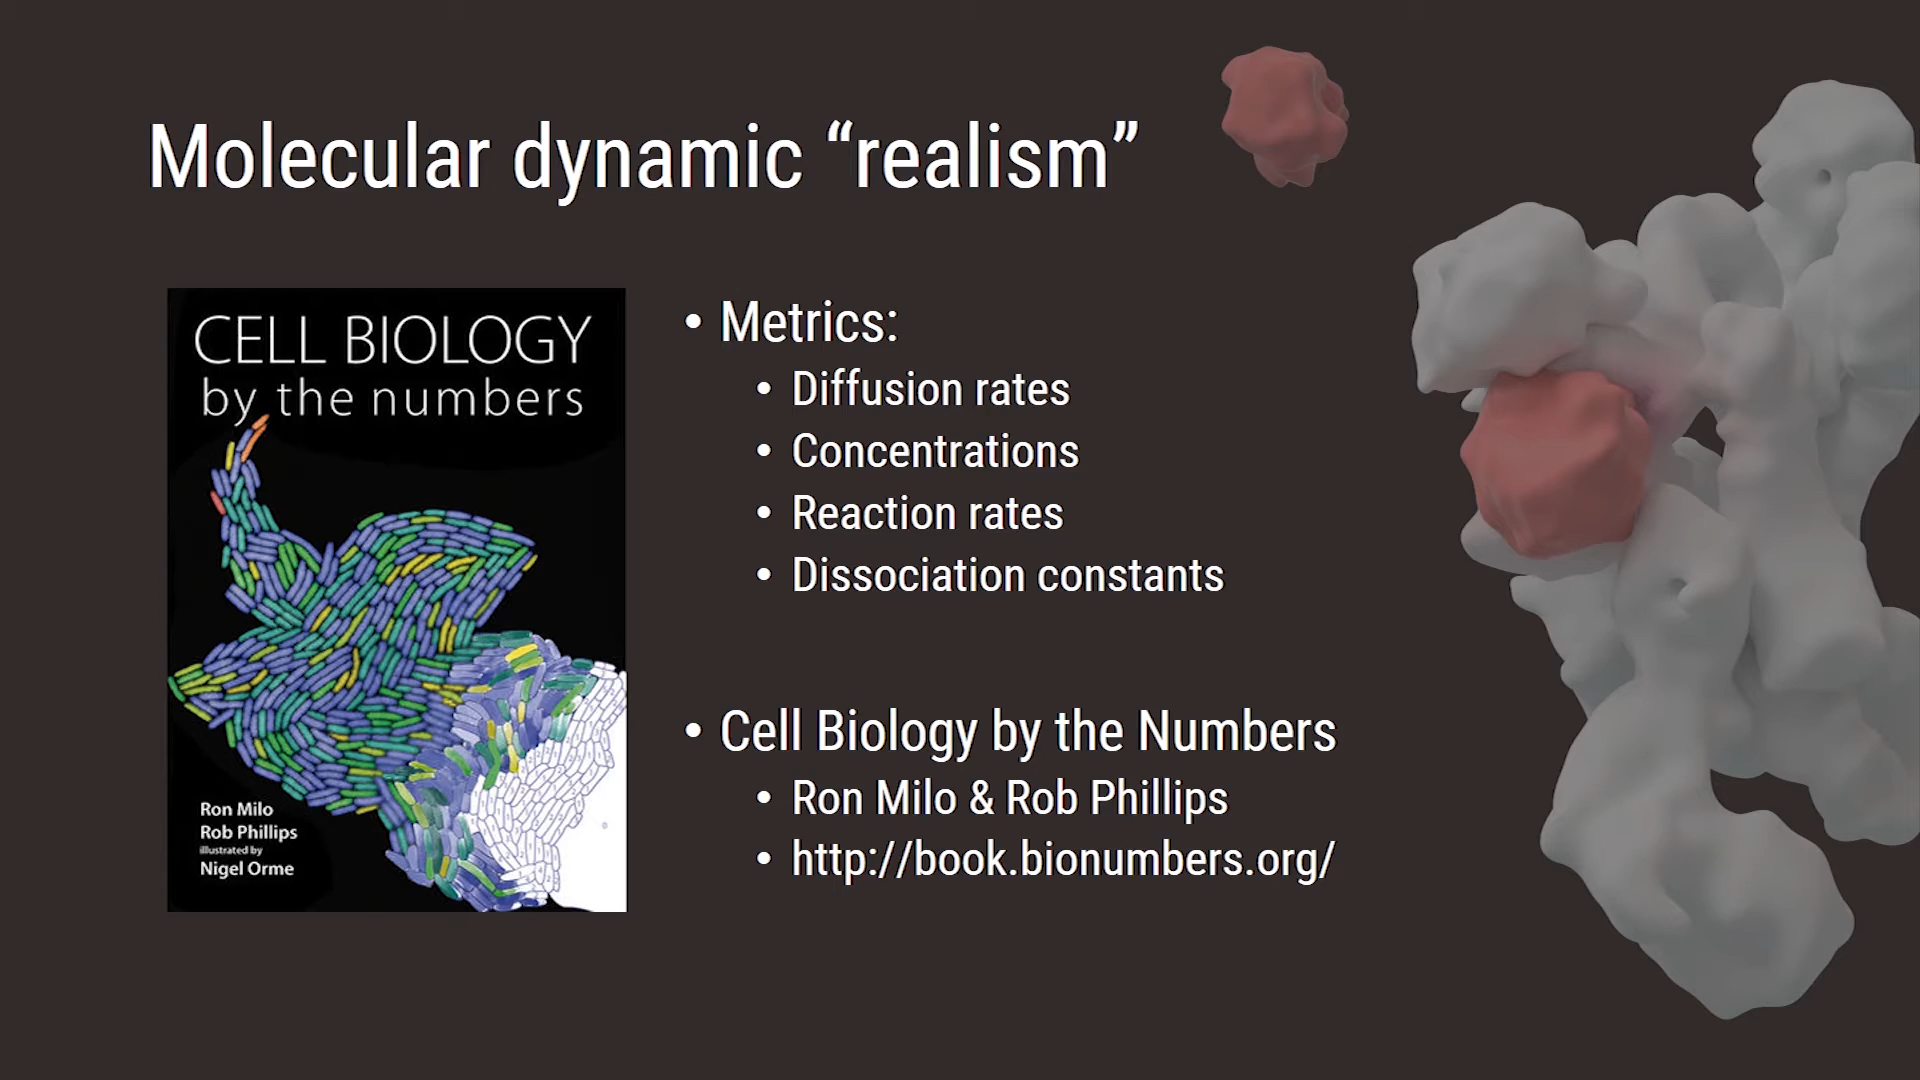 Molecular dynamic “realism”
CELL BIOLOGY
by the numbers
Ron Milo
Rob Phillips
illustrated by
Nigel Orme
• Metrics:
• Diffusion rates
• Concentrations
• Reaction rates
• Dissociation constants
• Cell Biology by the Numbers
• Ron Milo & Rob Phillips
• http://book.bionumbers.org/